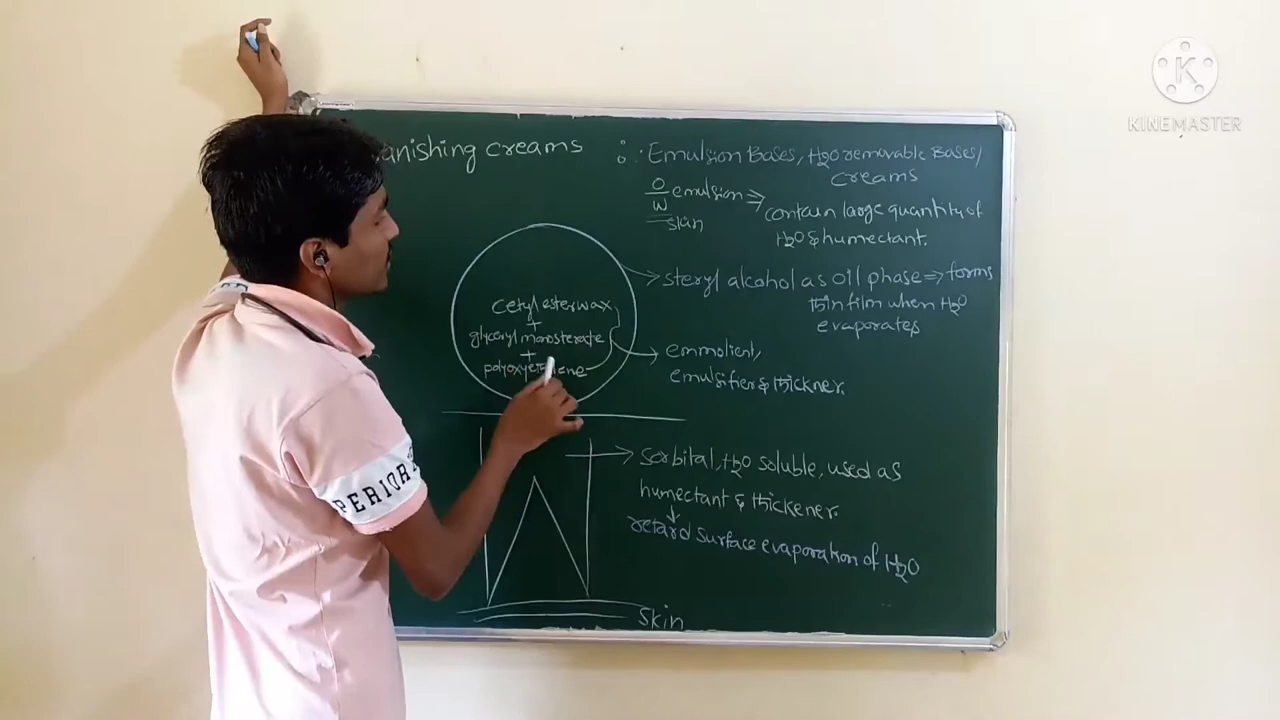 anishing creams
∴ Emulsion Bases, H2O removable Bases/
creams
O/W emulsion ⇒
skin
contain large quantity of
H2O & humectant.
steryl alcohol as oil phase ⇒ forms
thin film when H2O
evaporates
cetyl ester wax
+
glyceryl monosterate
+
polyoxyethene
emmolient,
emulsifier & thickner.
sorbital, H2O soluble, used as
humectant & thickener.
retard surface evaporation of H2O
skin
PERIOR
K
KINEMASTER